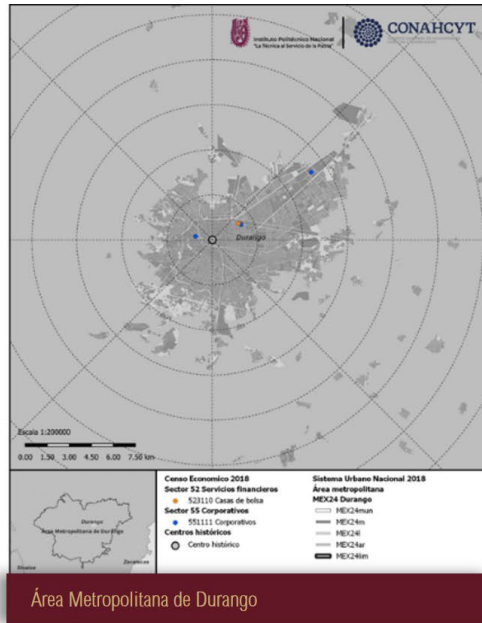 Instituto Politécnico Nacional
"La Técnica al Servicio de la Patria"
CONAHCYT
Durango
Escala 1:200000
0.00 1.50 3.00 4.50 6.00 7.50 km
Durango
Área Metropolitana de Durango
Sinaloa
Zacatecas
Censo Economico 2018
Sector 52 Servicios financieros
523110 Casas de bolsa
Sector 55 Corporativos
551111 Corporativos
Centros históricos
Centro histórico
Sistema Urbano Nacional 2018
Área metropolitana
MEX24 Durango
MEX24mun
MEX24m
MEX24l
MEX24ar
MEX24lim
Área Metropolitana de Durango